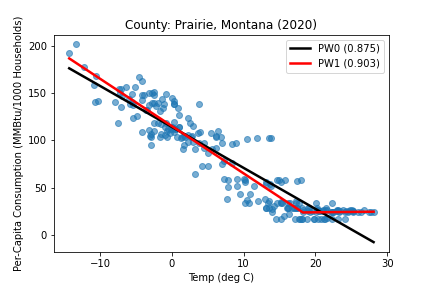 County: Prairie, Montana (2020)
Per-Capita Consumption (MMBtu/1000 Households)
200
150
100
50
0
PW0 (0.875)
PW1 (0.903)
−10
0
10
20
30
Temp (deg C)